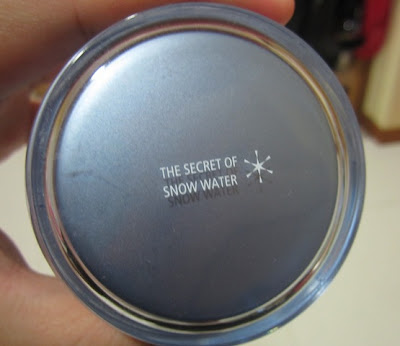 THE SECRET OF
SNOW WATER